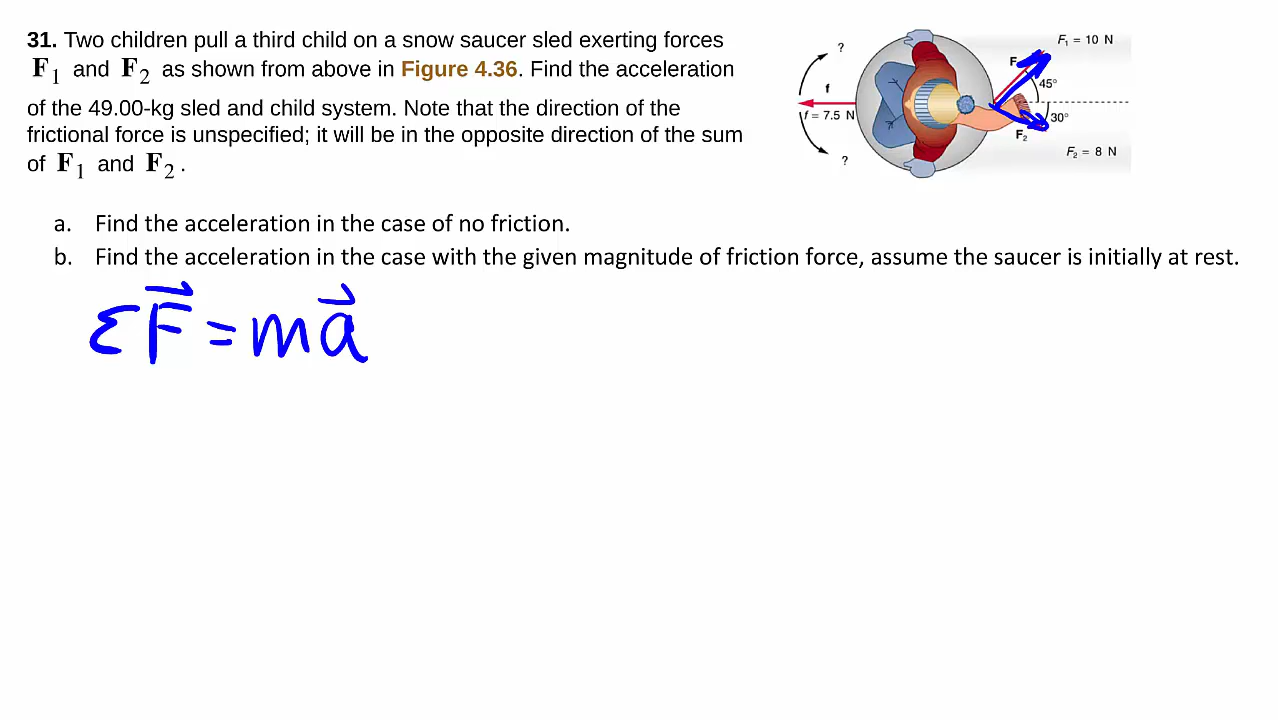 31. Two children pull a third child on a snow saucer sled exerting forces
F₁ and F₂ as shown from above in Figure 4.36. Find the acceleration
of the 49.00-kg sled and child system. Note that the direction of the
frictional force is unspecified; it will be in the opposite direction of the sum
of F₁ and F₂ .
?
F₁ = 10 N
F
45°
f
f = 7.5 N
30°
F₂
F₂ = 8 N
?
a. Find the acceleration in the case of no friction.
b. Find the acceleration in the case with the given magnitude of friction force, assume the saucer is initially at rest.
ΣF⃗ = ma⃗